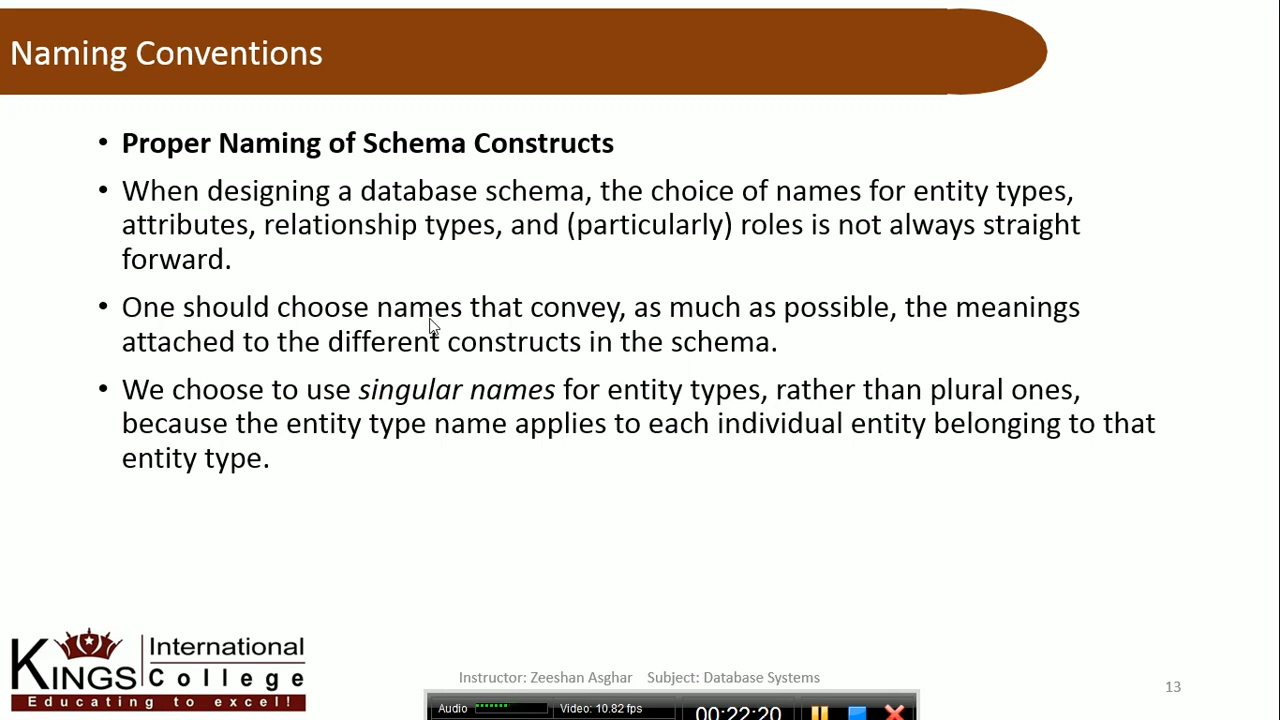 Naming Conventions
• Proper Naming of Schema Constructs
• When designing a database schema, the choice of names for entity types,
attributes, relationship types, and (particularly) roles is not always straight
forward.
• One should choose names that convey, as much as possible, the meanings
attached to the different constructs in the schema.
• We choose to use singular names for entity types, rather than plural ones,
because the entity type name applies to each individual entity belonging to that
entity type.
KINGS International College
Educating to excel!
Instructor: Zeeshan Asghar Subject: Database Systems
13
Audio Video: 10.82 fps 00:22:20